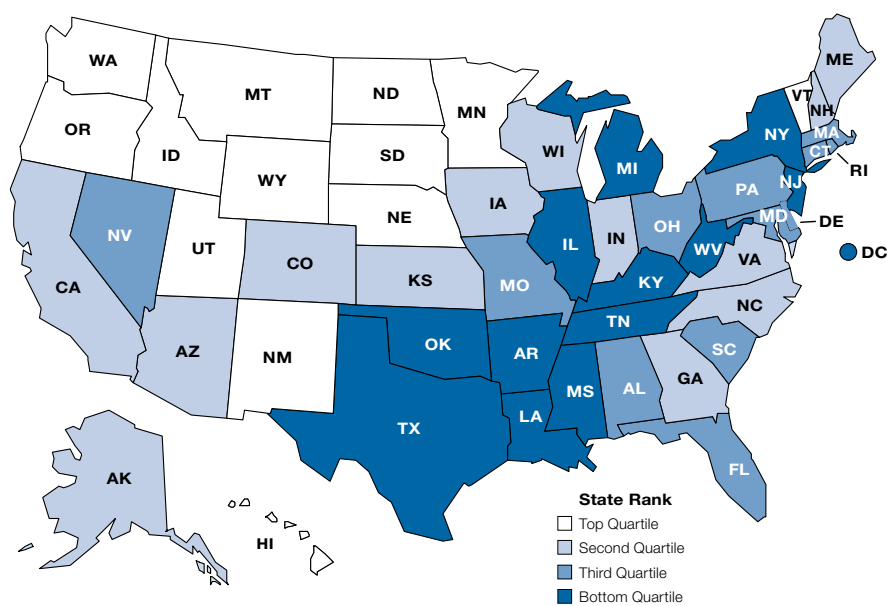 WA
MT
ND
MN
ME
VT
NH
OR
ID
SD
WI
MI
NY
MA
CT
RI
WY
IA
PA
NJ
NE
NV
UT
CO
IL
IN
OH
MD
DE
WV
VA
DC
CA
KS
MO
KY
NC
TN
AZ
NM
OK
AR
SC
MS
AL
GA
TX
LA
FL
AK
HI
State Rank
Top Quartile
Second Quartile
Third Quartile
Bottom Quartile